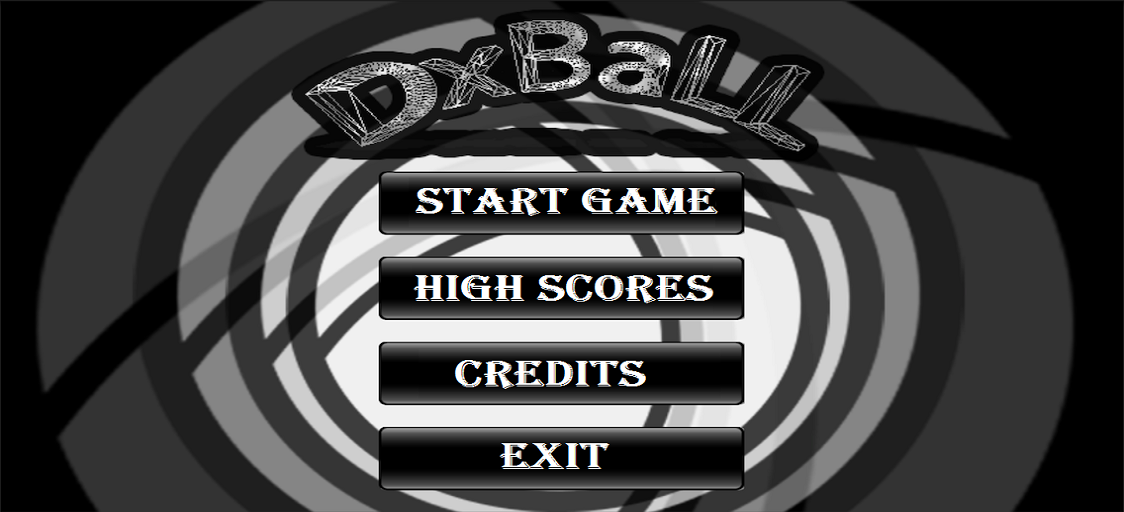 DxBaLL
START GAME
HIGH SCORES
CREDITS
EXIT